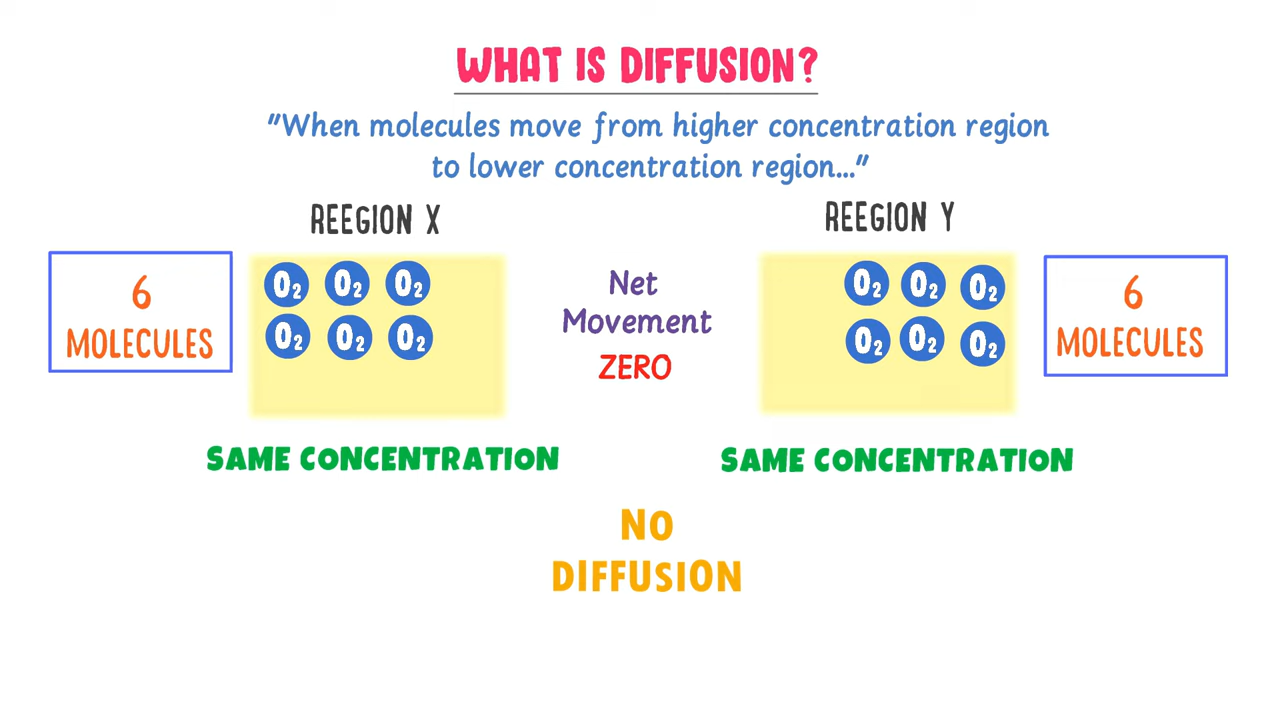 WHAT IS DIFFUSION?
"When molecules move from higher concentration region
to lower concentration region..."
REEGION X
REEGION Y
6
MOLECULES
O₂ O₂ O₂
O₂ O₂ O₂
Net
Movement
ZERO
O₂ O₂ O₂
O₂ O₂ O₂
6
MOLECULES
SAME CONCENTRATION
SAME CONCENTRATION
NO
DIFFUSION